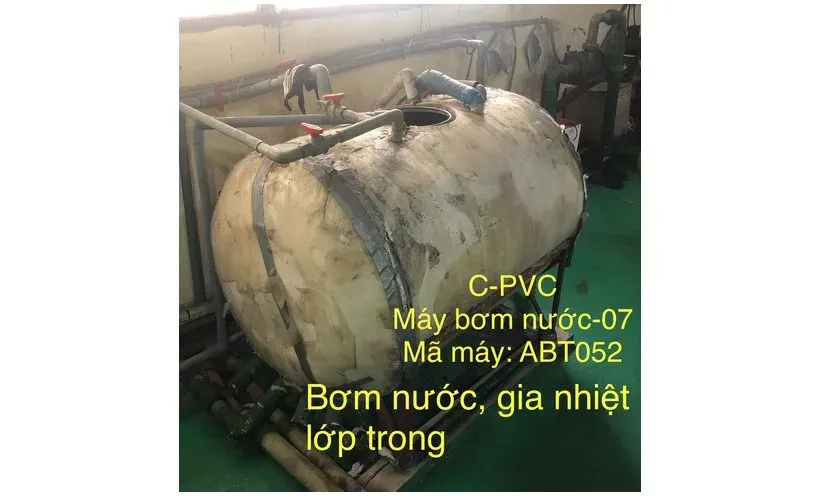 C-PVC
Máy bơm nước-07
Mã máy: ABT052
Bơm nước, gia nhiệt
lớp trong